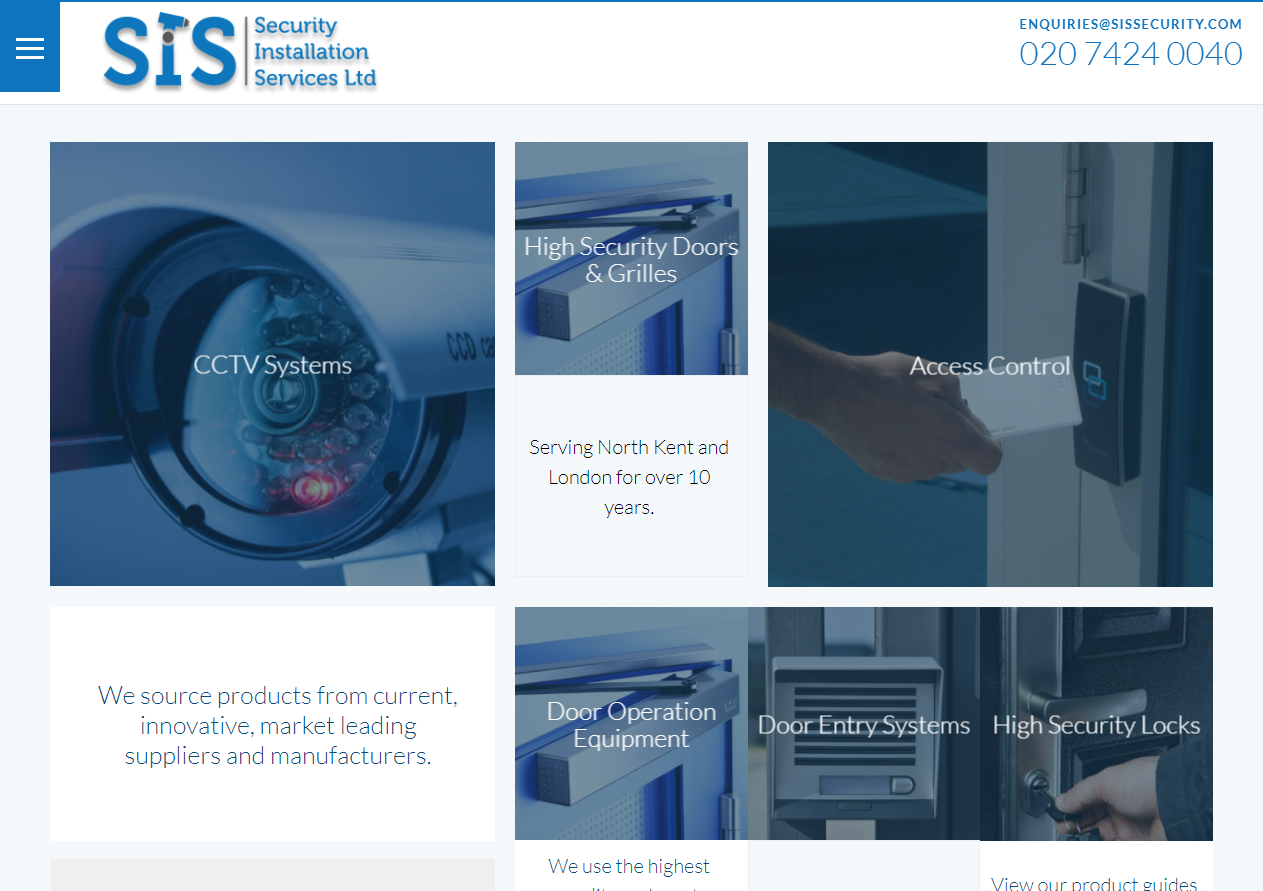 SIS
Security
Installation
Services Ltd
ENQUIRIES@SISSECURITY.COM
020 7424 0040
CCTV Systems
CCD
High Security Doors
& Grilles
Serving North Kent and
London for over 10
years.
Access Control
We source products from current,
innovative, market leading
suppliers and manufacturers.
Door Operation
Equipment
We use the highest
Door Entry Systems
High Security Locks
View our product guides